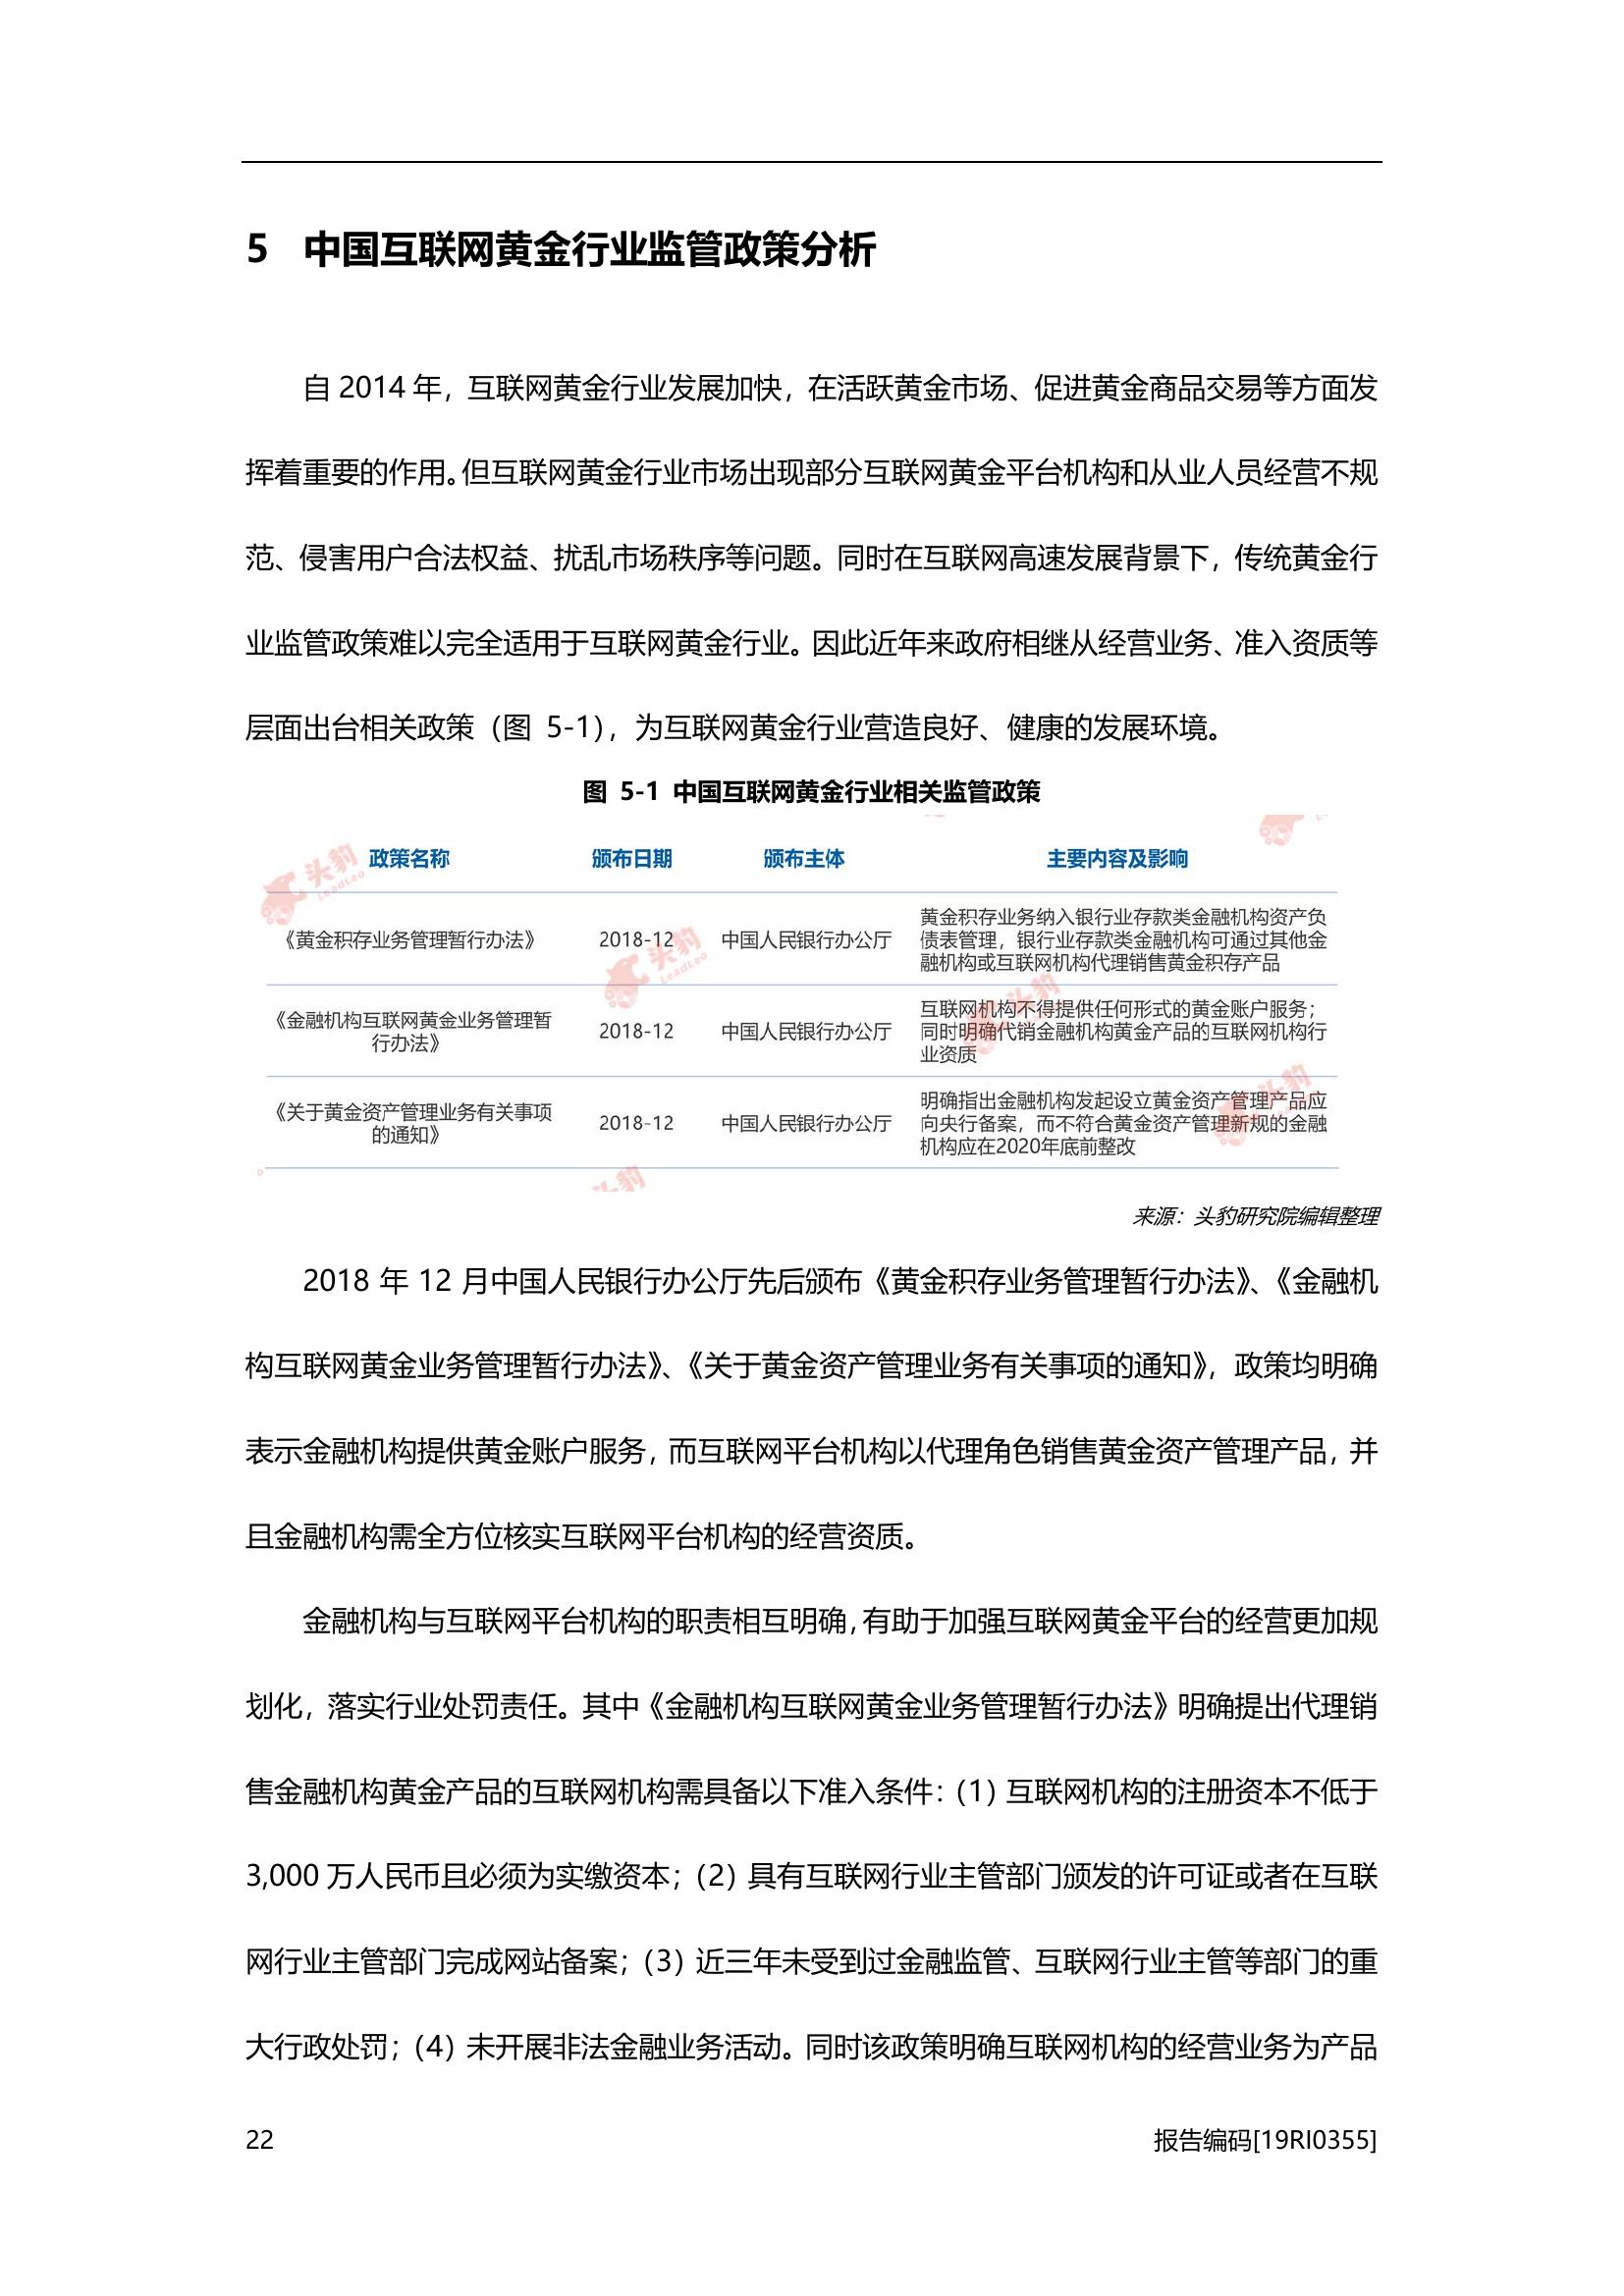 5 中国互联网黄金行业监管政策分析
自 2014 年，互联网黄金行业发展加快，在活跃黄金市场、促进黄金商品交易等方面发
挥着重要的作用。但互联网黄金行业市场出现部分互联网黄金平台机构和从业人员经营不规
范、侵害用户合法权益、扰乱市场秩序等问题。同时在互联网高速发展背景下，传统黄金行
业监管政策难以完全适用于互联网黄金行业。因此近年来政府相继从经营业务、准入资质等
层面出台相关政策（图 5-1），为互联网黄金行业营造良好、健康的发展环境。
图 5-1 中国互联网黄金行业相关监管政策
政策名称 颁布日期 颁布主体 主要内容及影响
《黄金积存业务管理暂行办法》 2018-12 中国人民银行办公厅
黄金积存业务纳入银行业存款类金融机构资产负
债表管理，银行业存款类金融机构可通过其他金
融机构或互联网机构代理销售黄金积存产品
《金融机构互联网黄金业务管理暂
行办法》
2018-12 中国人民银行办公厅
互联网机构不得提供任何形式的黄金账户服务；
同时明确代销金融机构黄金产品的互联网机构行
业资质
《关于黄金资产管理业务有关事项
的通知》
2018-12 中国人民银行办公厅
明确指出金融机构发起设立黄金资产管理产品应
向央行备案，而不符合黄金资产管理新规的金融
机构应在2020年底前整改
头豹
LeadLeo
头豹
LeadLeo
头豹
头豹
头豹
来源：头豹研究院编辑整理
2018 年 12 月中国人民银行办公厅先后颁布《黄金积存业务管理暂行办法》、《金融机
构互联网黄金业务管理暂行办法》、《关于黄金资产管理业务有关事项的通知》，政策均明确
表示金融机构提供黄金账户服务，而互联网平台机构以代理角色销售黄金资产管理产品，并
且金融机构需全方位核实互联网平台机构的经营资质。
金融机构与互联网平台机构的职责相互明确，有助于加强互联网黄金平台的经营更加规
划化，落实行业处罚责任。其中《金融机构互联网黄金业务管理暂行办法》明确提出代理销
售金融机构黄金产品的互联网机构需具备以下准入条件：（1）互联网机构的注册资本不低于
3,000 万人民币且必须为实缴资本；（2）具有互联网行业主管部门颁发的许可证或者在互联
网行业主管部门完成网站备案；（3）近三年未受到过金融监管、互联网行业主管等部门的重
大行政处罚；（4）未开展非法金融业务活动。同时该政策明确互联网机构的经营业务为产品
22 报告编码[19RI0355]